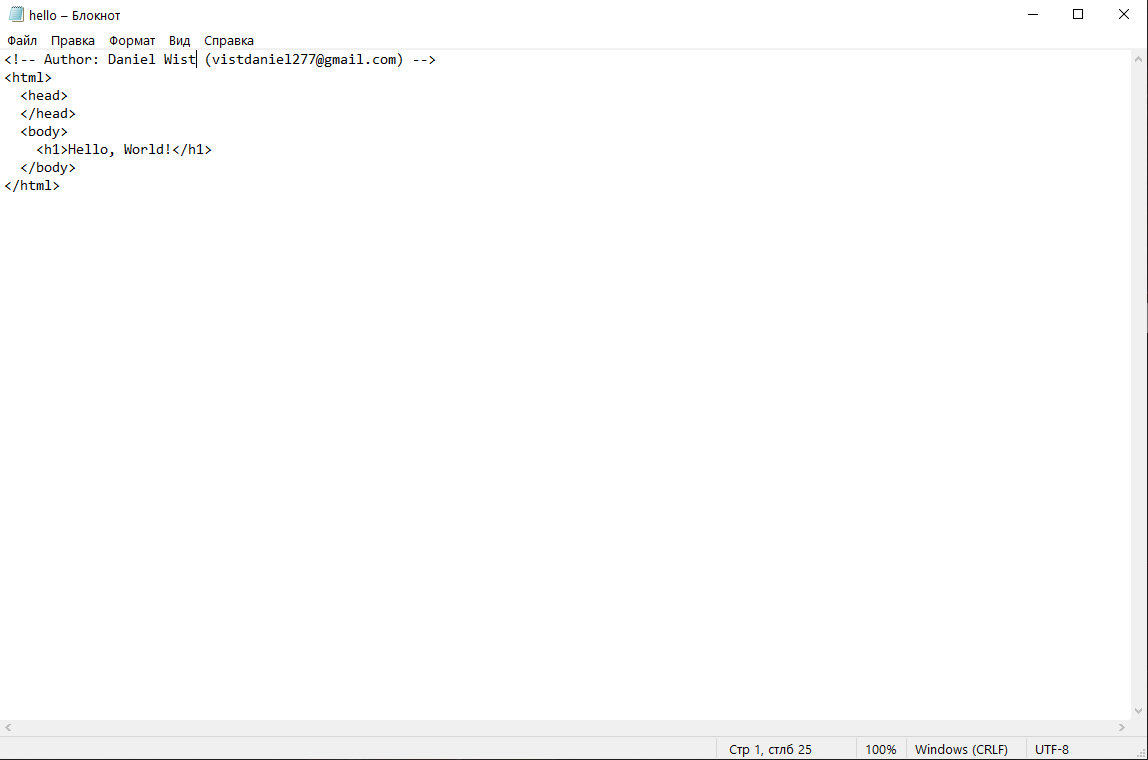 hello – Блокнот
Файл Правка Формат Вид Справка
<!-- Author: Daniel Wist (vistdaniel277@gmail.com) -->
<html>
  <head>
  </head>
  <body>
    <h1>Hello, World!</h1>
  </body>
</html>
Стр 1, стлб 25 100% Windows (CRLF) UTF-8